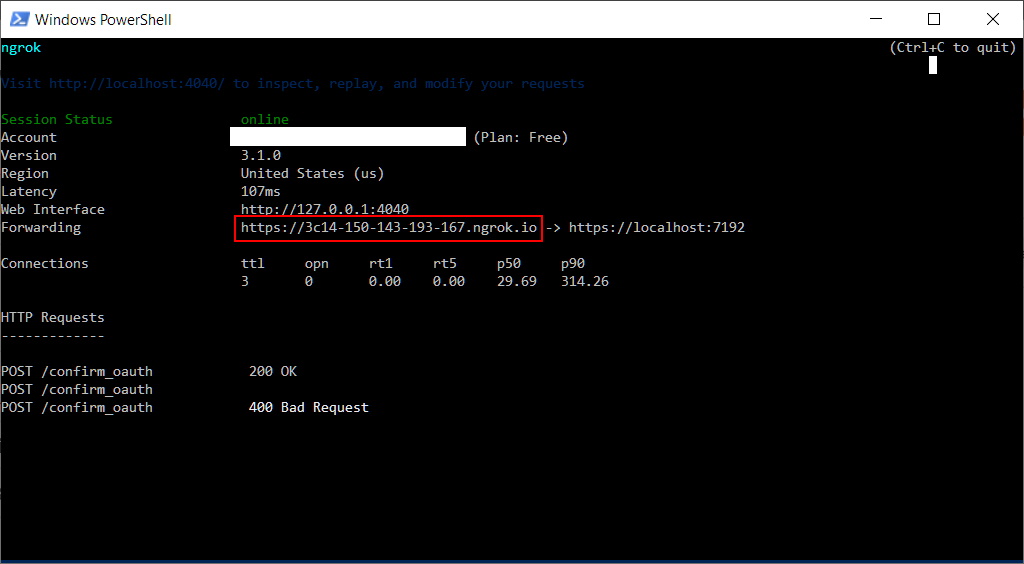 Windows PowerShell
ngrok (Ctrl+C to quit)
Visit http://localhost:4040/ to inspect, replay, and modify your requests
Session Status online
Account (Plan: Free)
Version 3.1.0
Region United States (us)
Latency 107ms
Web Interface http://127.0.0.1:4040
Forwarding https://3c14-150-143-193-167.ngrok.io -> https://localhost:7192
Connections ttl opn rt1 rt5 p50 p90
3 0 0.00 0.00 29.69 314.26
HTTP Requests
-------------
POST /confirm_oauth 200 OK
POST /confirm_oauth
POST /confirm_oauth 400 Bad Request